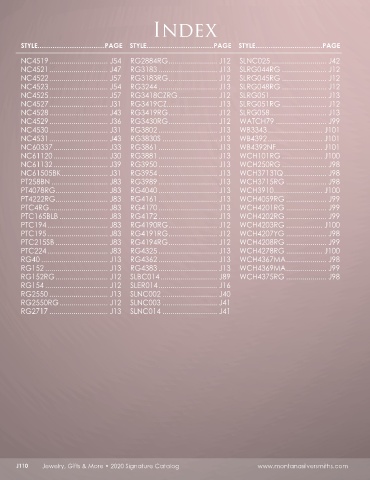 INDEX
STYLE PAGE STYLE PAGE STYLE PAGE
NC4519 J54
NC4521 J47
NC4522 J57
NC4523 J54
NC4525 J57
NC4527 J31
NC4528 J43
NC4529 J36
NC4530 J31
NC4531 J43
NC60337 J33
NC61120 J30
NC61132 J39
NC61505BK J31
PT2588N J83
PT4078RG J83
PT4222RG J83
PTC4RG J83
PTC165BLB J83
PTC194 J83
PTC195 J83
PTC215SB J83
PTC224 J83
RG40 J13
RG152 J13
RG152RG J12
RG154 J12
RG2550 J13
RG2550RG J12
RG2717 J13
RG2884RG J12
RG3183 J13
RG3183RG J12
RG3244 J13
RG3418CZRG J12
RG3419CZ J13
RG3419RG J12
RG3430RG J12
RG3802 J13
RG3830S J13
RG3861 J13
RG3881 J13
RG3950 J13
RG3954 J13
RG3989 J13
RG4040 J13
RG4161 J13
RG4170 J13
RG4172 J13
RG4190RG J12
RG4191RG J12
RG4194RG J12
RG4325 J13
RG4362 J13
RG4383 J13
SLBC014 J89
SLER014 J16
SLNC002 J40
SLNC003 J41
SLNC014 J41
SLNC025 J42
SLRG044RG J12
SLRG045RG J12
SLRG048RG J12
SLRG051 J13
SLRG051RG J12
SLRG058 J13
WATCH79 J99
WB3343 J101
WB4392 J101
WB4392NF J101
WCH101RG J100
WCH250RG J98
WCH3713TQ J98
WCH3715RG J98
WCH3910 J100
WCH4059RG J99
WCH4201RG J99
WCH4202RG J99
WCH4203RG J100
WCH4207YG J98
WCH4208RG J99
WCH4278RG J100
WCH4367MA J98
WCH4369MA J99
WCH4375RG J98
J110 Jewelry, Gifts & More • 2020 Signature Catalog www.montanasilversmiths.com